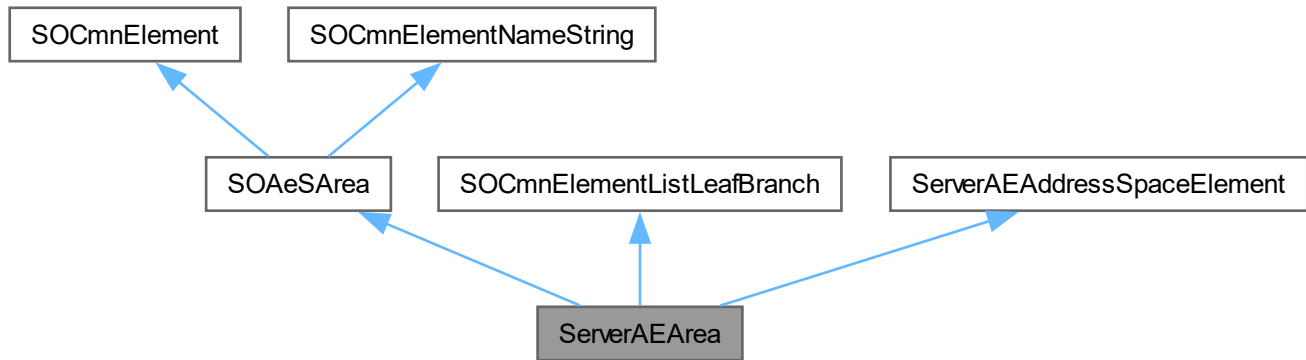 SOCmnElement
SOCmnElementNameString
SOAeSArea
SOCmnElementListLeafBranch
ServerAEAddressSpaceElement
ServerAEArea